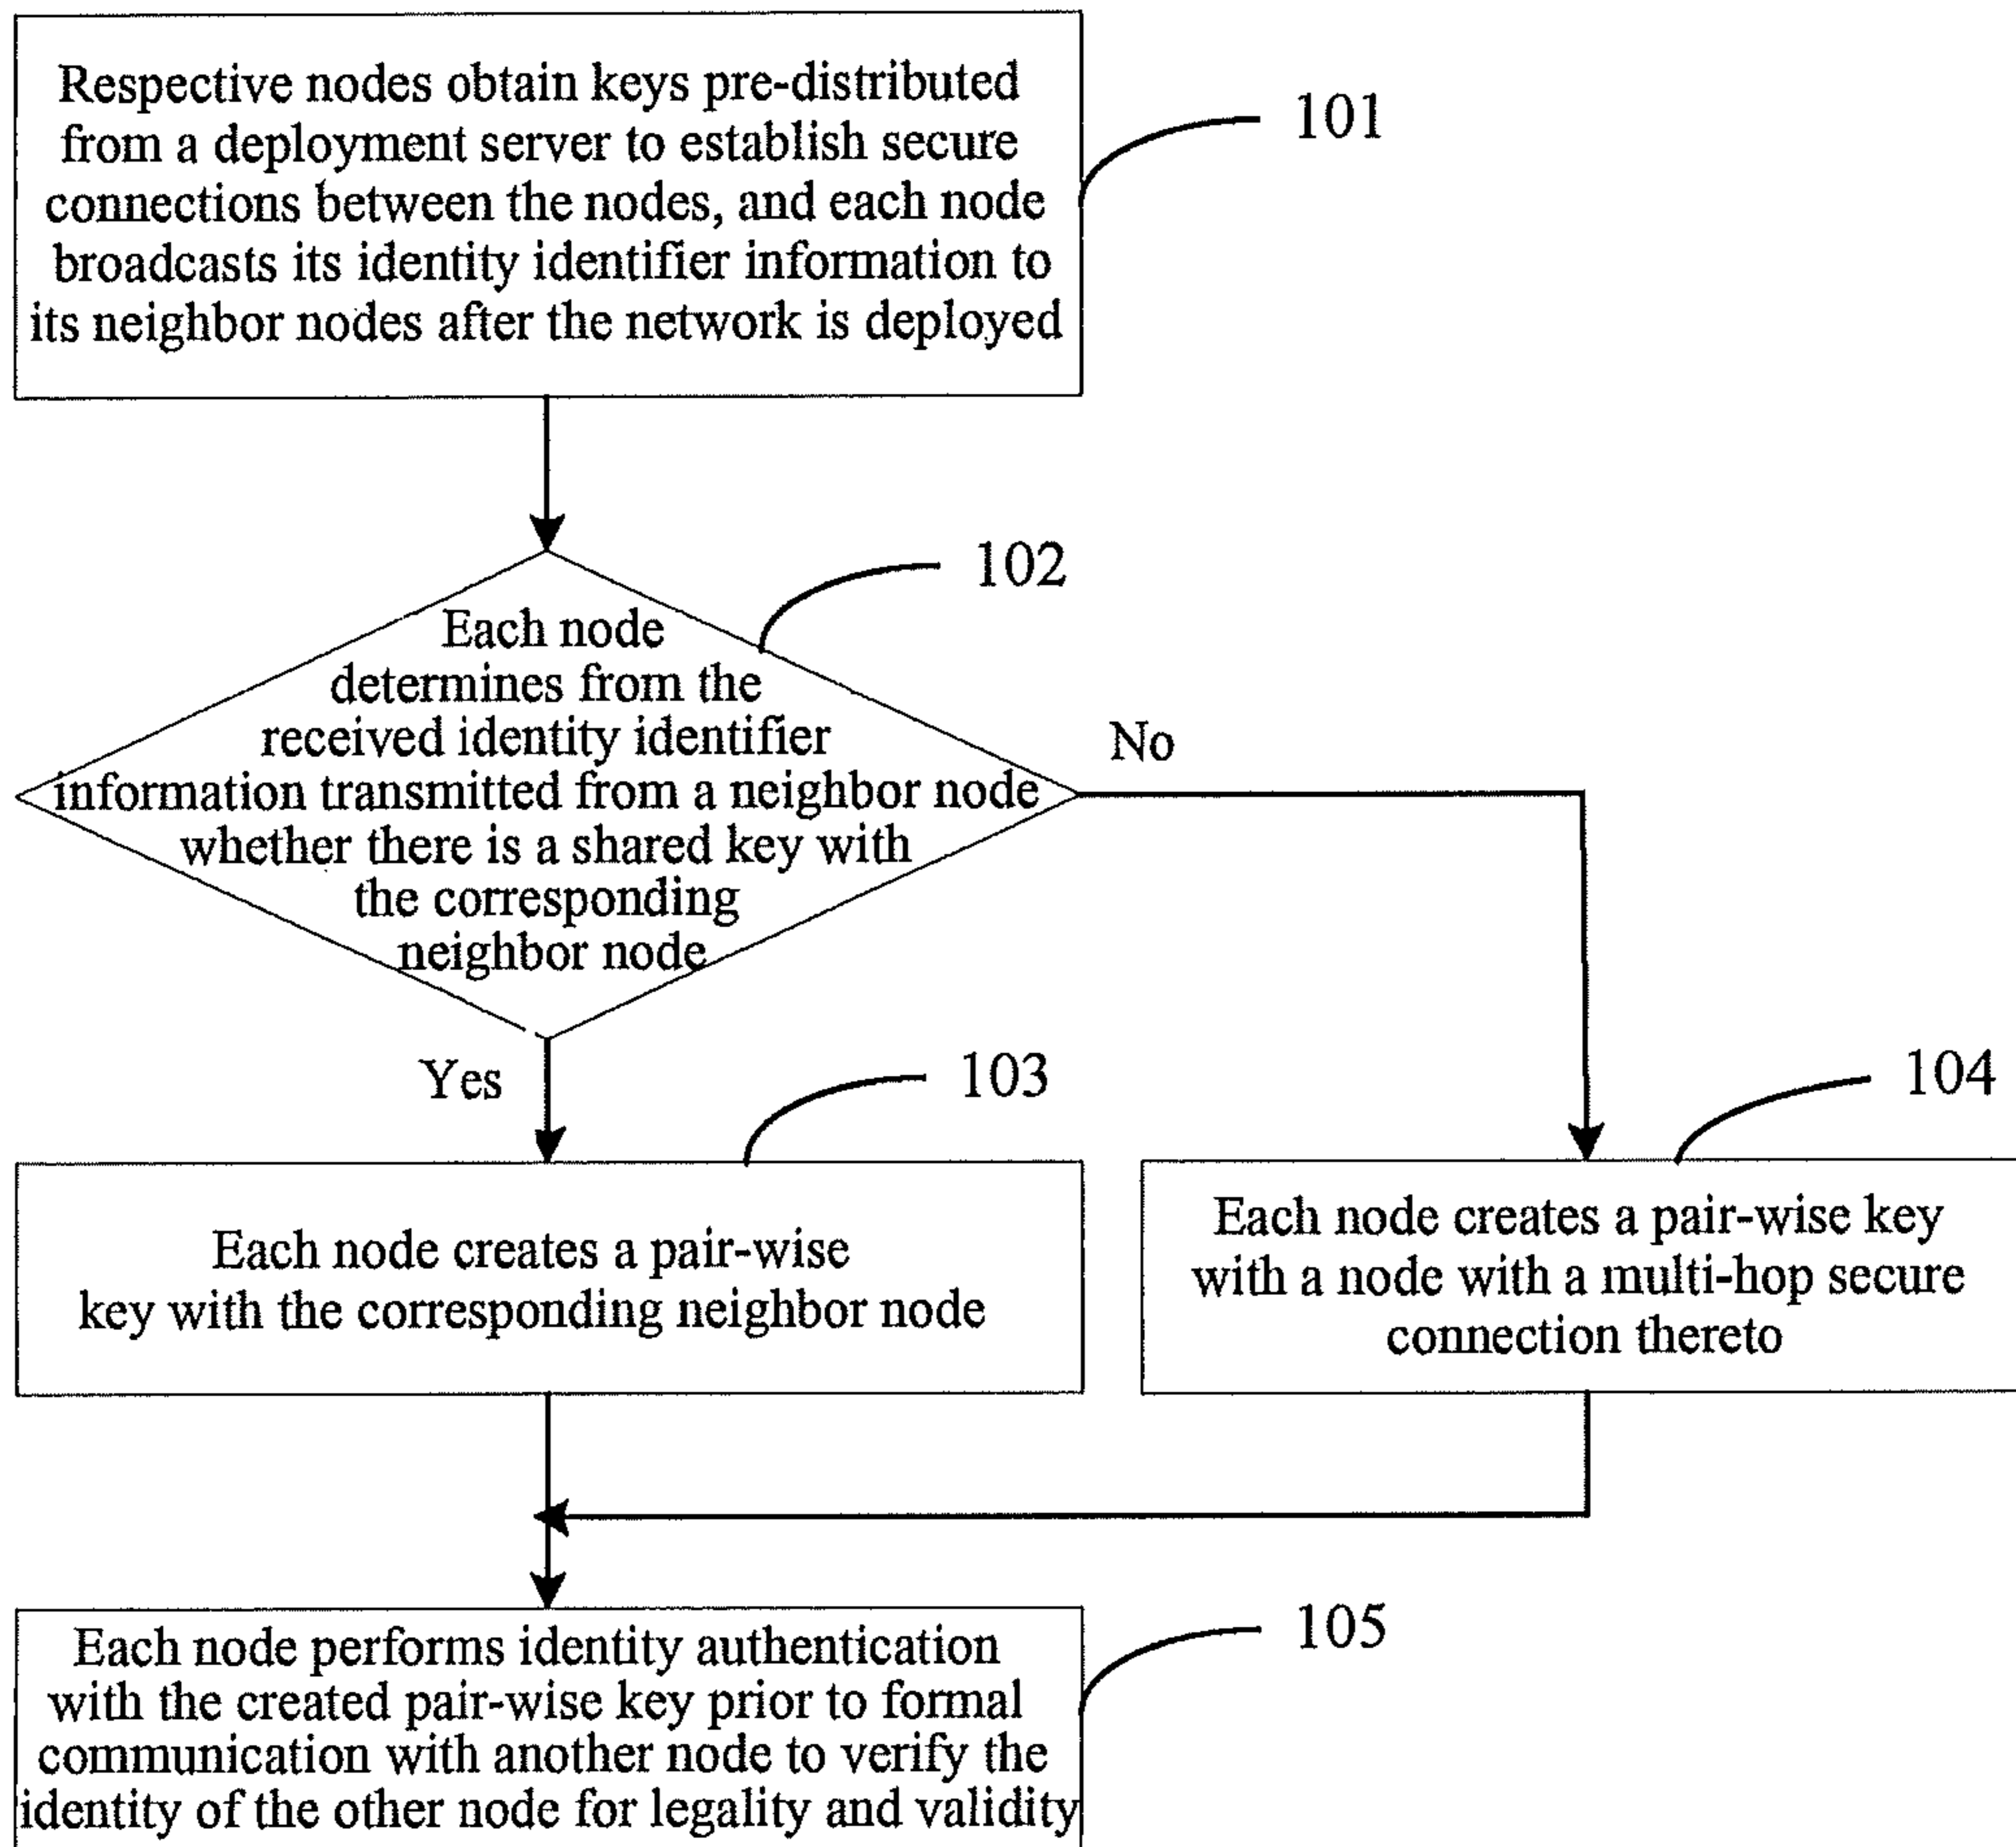 Respective nodes obtain keys pre-distributed
from a deployment server to establish secure
connections between the nodes, and each node
broadcasts its identity identifier information to
its neighbor nodes after the network is deployed
101
102
Each node
determines from the
received identity identifier
information transmitted from a neighbor node
whether there is a shared key with
the corresponding
neighbor node
No
Yes
103
104
Each node creates a pair-wise
key with the corresponding neighbor node
Each node creates a pair-wise key
with a node with a multi-hop secure
connection thereto
105
Each node performs identity authentication
with the created pair-wise key prior to formal
communication with another node to verify the
identity of the other node for legality and validity